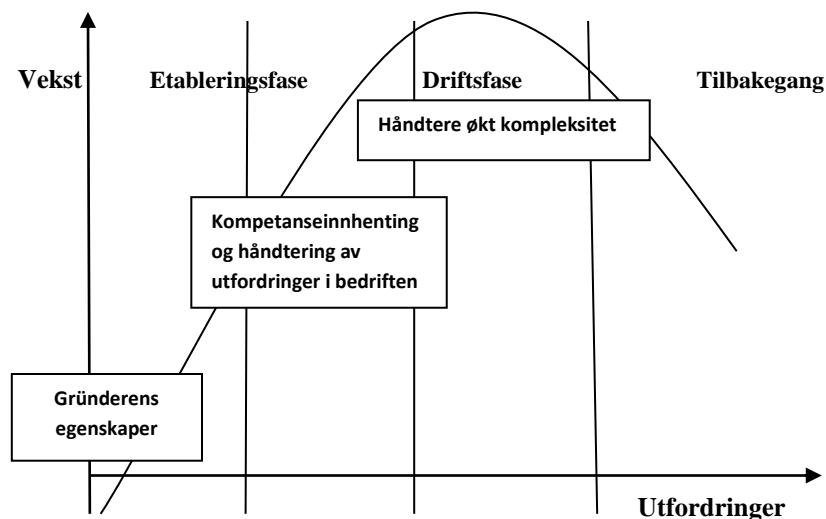 Vekst
Etableringsfase
Driftsfase
Tilbakegang
Håndtere økt kompleksitet
Kompetanseinnhenting
og håndtering av
utfordringer i bedriften
Gründerens
egenskaper
Utfordringer